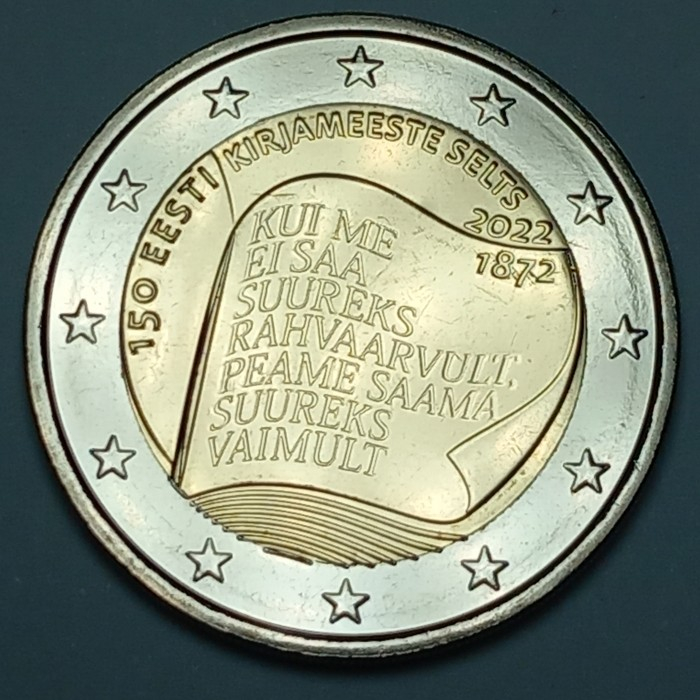 150 EESTI KIRJAMEESTE SELTS
2022
1872
KUI ME
EI SAA
SUUREKS
RAHVAARVULT,
PEAME SAAMA
SUUREKS
VAIMULT